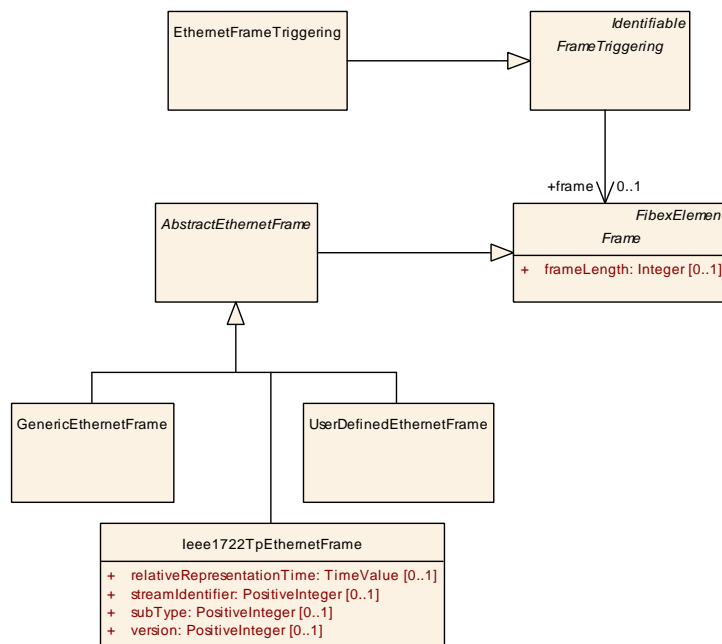 EthernetFrameTriggering
Identifiable
FrameTriggering
+frame 0..1
AbstractEthernetFrame
FibexElemen
Frame
+ frameLength: Integer [0..1]
GenericEthernetFrame
UserDefinedEthernetFrame
Ieee1722TpEthernetFrame
+ relativeRepresentationTime: TimeValue [0..1]
+ streamIdentifier: PositiveInteger [0..1]
+ subType: PositiveInteger [0..1]
+ version: PositiveInteger [0..1]